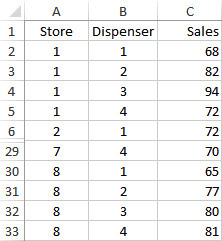 A B C
1 Store Dispenser Sales
2 1 1 68
3 1 2 82
4 1 3 94
5 1 4 72
6 2 1 72
29 7 4 70
30 8 1 65
31 8 2 77
32 8 3 80
33 8 4 81